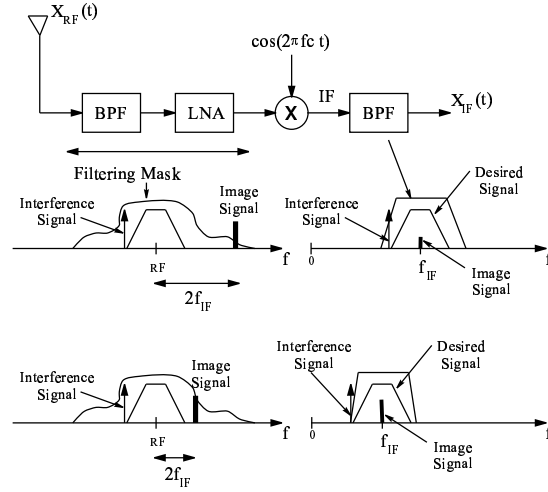 X_RF (t)
cos(2πfc t)
BPF
LNA
X
IF
BPF
X_IF (t)
Filtering Mask
Interference
Signal
Image
Signal
RF
f
2f_IF
Interference
Signal
Desired
Signal
0
f_IF
Image
Signal
f
Interference
Signal
Image
Signal
RF
f
2f_IF
Interference
Signal
Desired
Signal
0
f_IF
Image
Signal
f